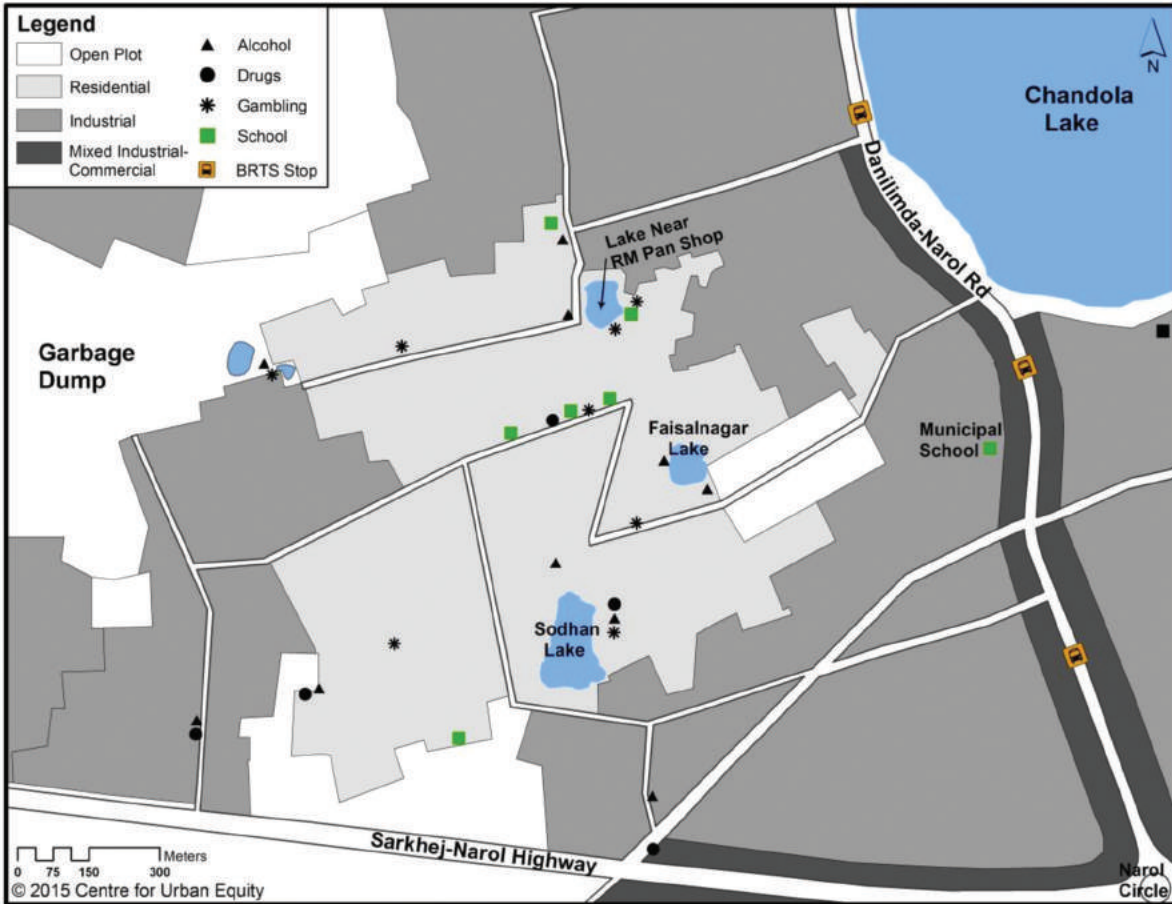 Legend
Open Plot
Residential
Industrial
Mixed Industrial-
Commercial
Alcohol
Drugs
Gambling
School
BRTS Stop
N
Chandola
Lake
Danilimda-Narol Rd
Lake Near
RM Pan Shop
Garbage
Dump
Faisalnagar
Lake
Municipal
School
Sodhan
Lake
Sarkhej-Narol Highway
Narol
Circle
Meters
0 75 150 300
© 2015 Centre for Urban Equity